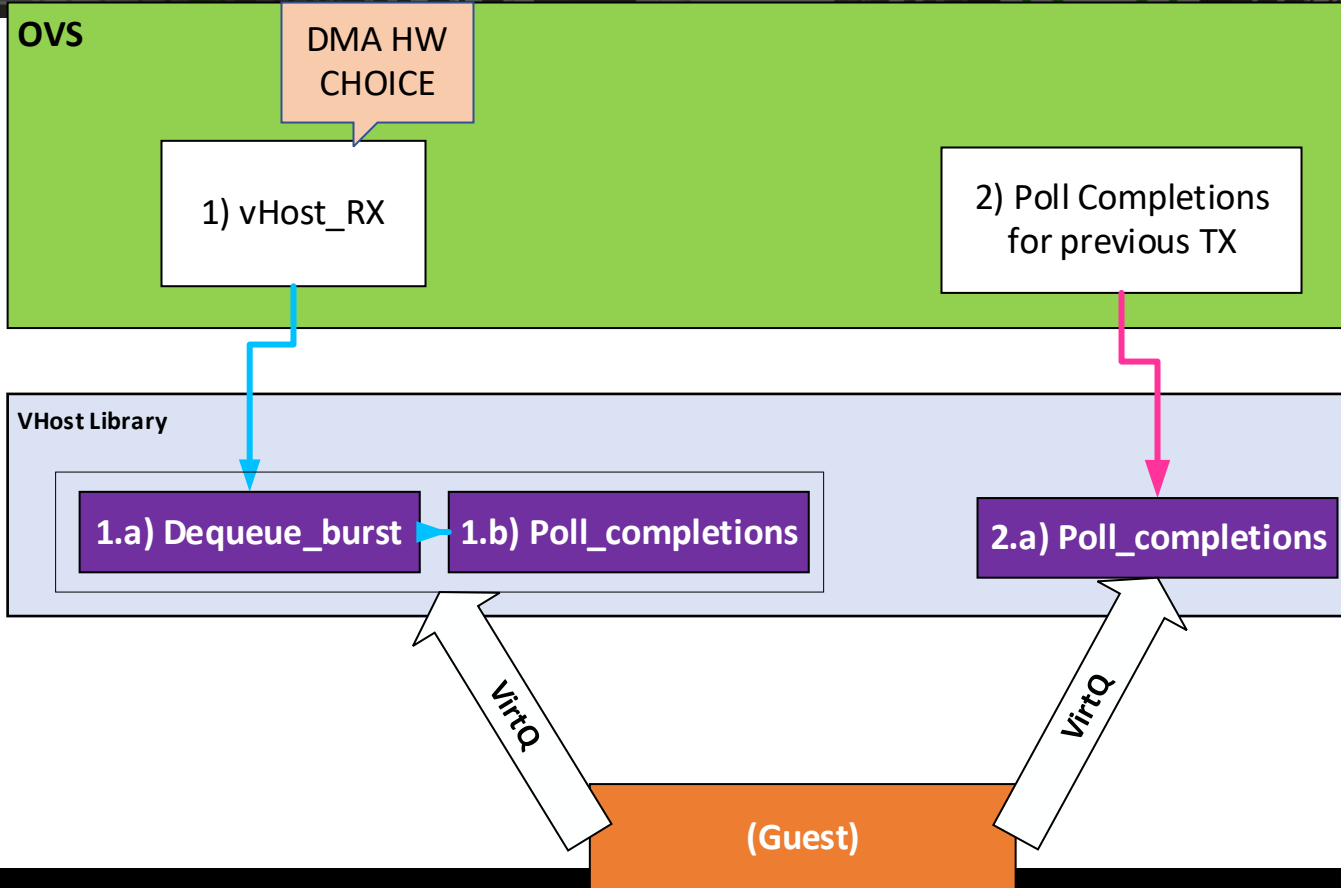 OVS
DMA HW
CHOICE
1) vHost_RX
2) Poll Completions
for previous TX
VHost Library
1.a) Dequeue_burst
1.b) Poll_completions
2.a) Poll_completions
VirtQ
VirtQ
(Guest)